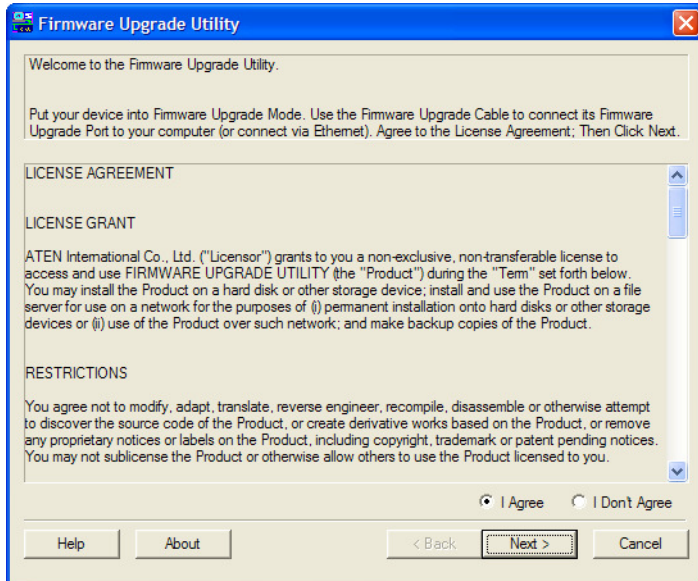 Firmware Upgrade Utility
Welcome to the Firmware Upgrade Utility.
Put your device into Firmware Upgrade Mode. Use the Firmware Upgrade Cable to connect its Firmware
Upgrade Port to your computer (or connect via Ethernet). Agree to the License Agreement; Then Click Next.
LICENSE AGREEMENT
LICENSE GRANT
ATEN International Co., Ltd. ("Licensor") grants to you a non-exclusive, non-transferable license to
access and use FIRMWARE UPGRADE UTILITY (the "Product") during the "Term" set forth below.
You may install the Product on a hard disk or other storage device; install and use the Product on a file
server for use on a network for the purposes of (i) permanent installation onto hard disks or other storage
devices or (ii) use of the Product over such network; and make backup copies of the Product.
RESTRICTIONS
You agree not to modify, adapt, translate, reverse engineer, recompile, disassemble or otherwise attempt
to discover the source code of the Product, or create derivative works based on the Product, or remove
any proprietary notices or labels on the Product, including copyright, trademark or patent pending notices.
You may not sublicense the Product or otherwise allow others to use the Product licensed to you.
I Agree I Don't Agree
Help About < Back Next > Cancel